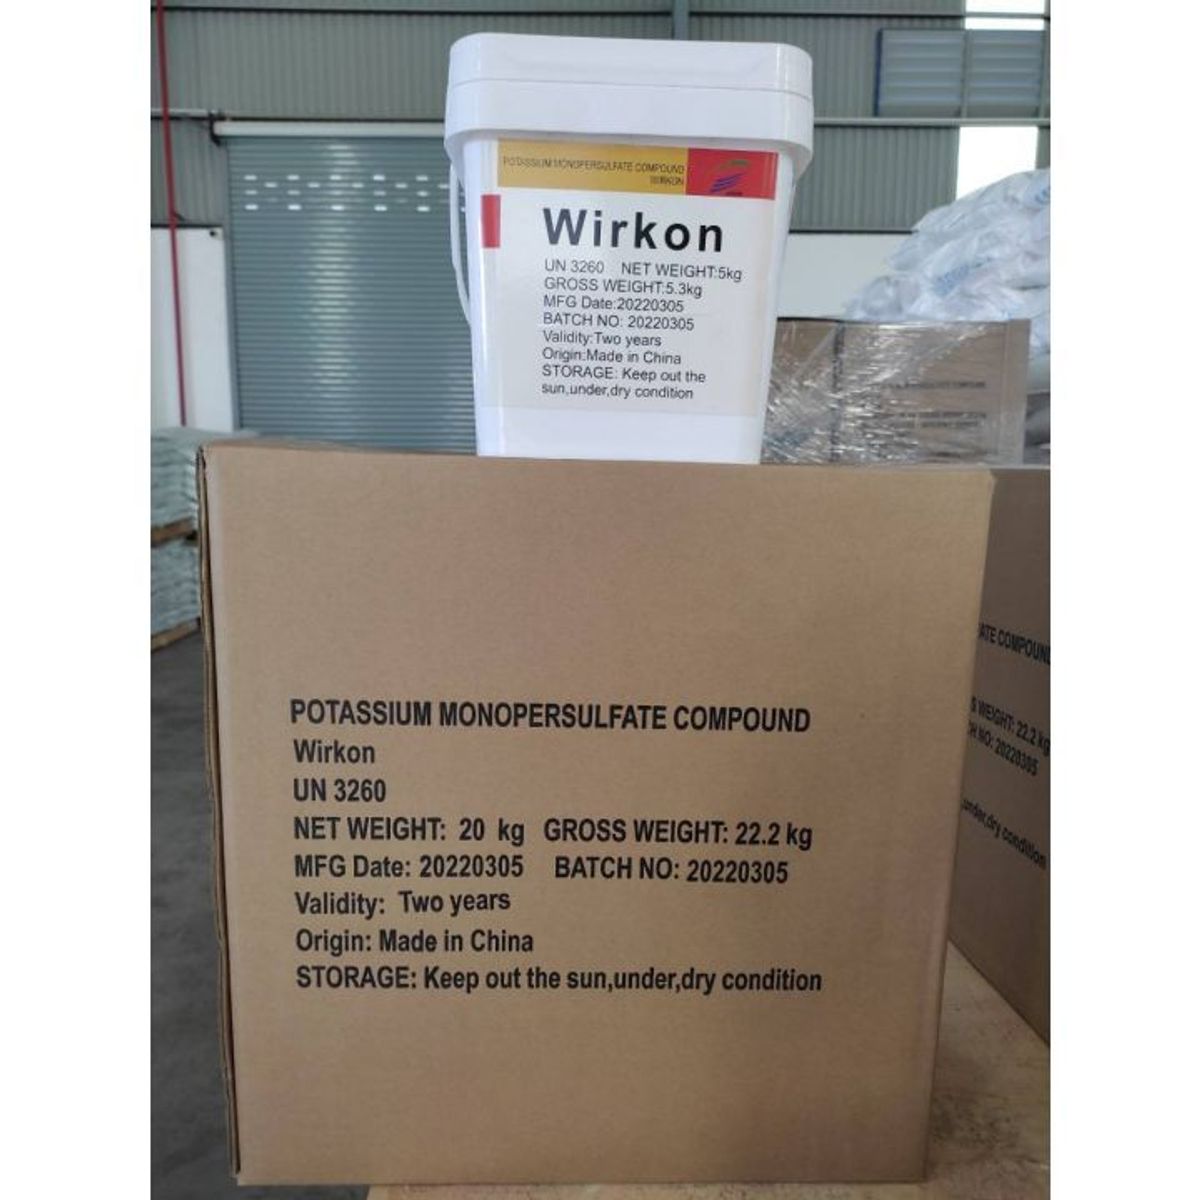 POTASSIUM MONOPERSULFATE COMPOUND
WIRKON
Wirkon
UN 3260 NET WEIGHT:5kg
GROSS WEIGHT:5.3kg
MFG Date:20220305
BATCH NO: 20220305
Validity:Two years
Origin:Made in China
STORAGE: Keep out the
sun,under,dry condition
POTASSIUM MONOPERSULFATE COMPOUND
Wirkon
UN 3260
NET WEIGHT: 20 kg GROSS WEIGHT: 22.2 kg
MFG Date: 20220305 BATCH NO: 20220305
Validity: Two years
Origin: Made in China
STORAGE: Keep out the sun,under,dry condition
COMPOUND
WEIGHT: 22.2 kg
NO: 20220305
under,dry condition